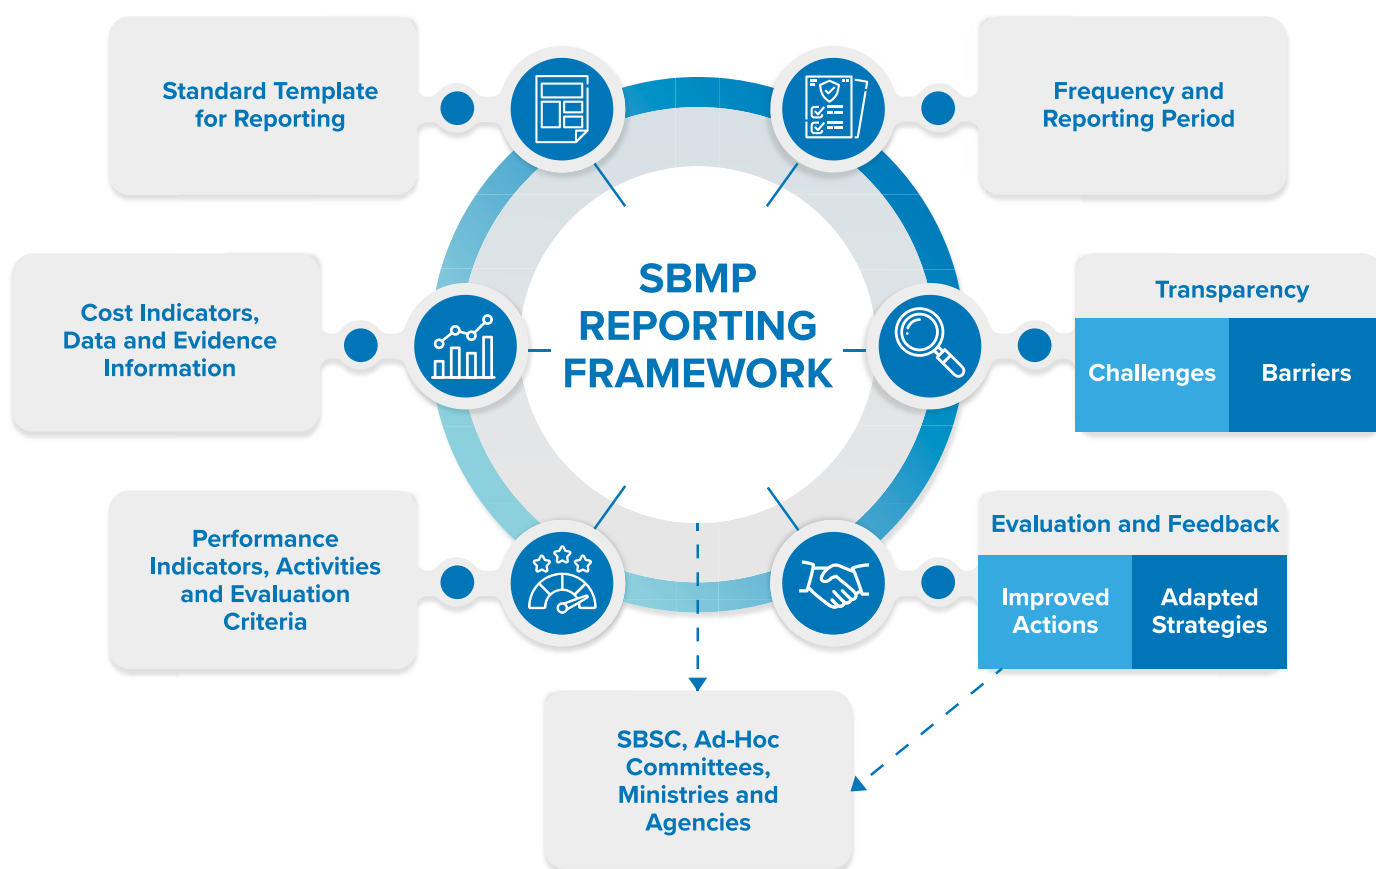 Standard Template
for Reporting
Frequency and
Reporting Period
SBMP
REPORTING
FRAMEWORK
Cost Indicators,
Data and Evidence
Information
Transparency
Challenges
Barriers
Performance
Indicators, Activities
and Evaluation
Criteria
Evaluation and Feedback
Improved
Actions
Adapted
Strategies
SBSC, Ad-Hoc
Committees,
Ministries and
Agencies